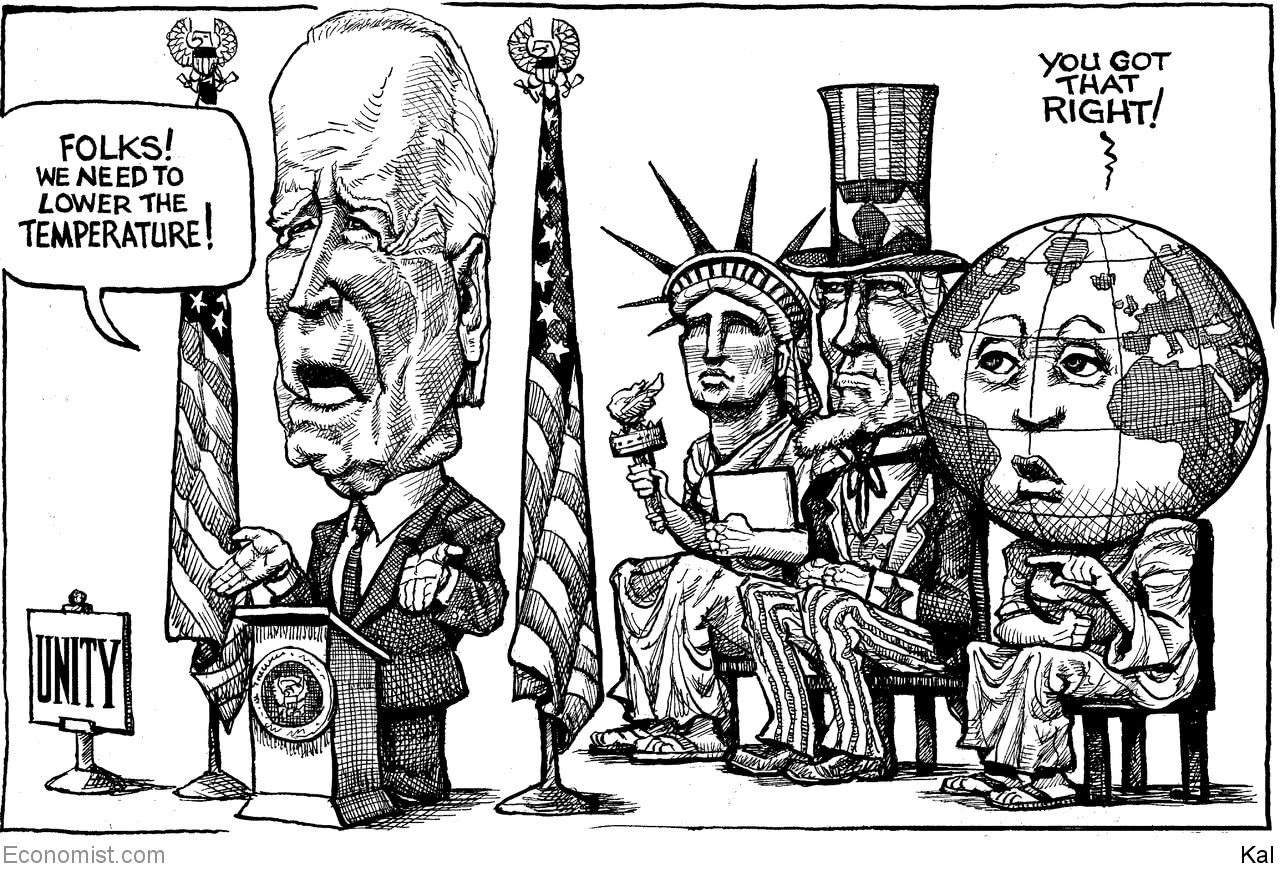 FOLKS!
WE NEED TO
LOWER THE
TEMPERATURE!
YOU GOT
THAT
RIGHT!
UNITY
Economist.com
Kal